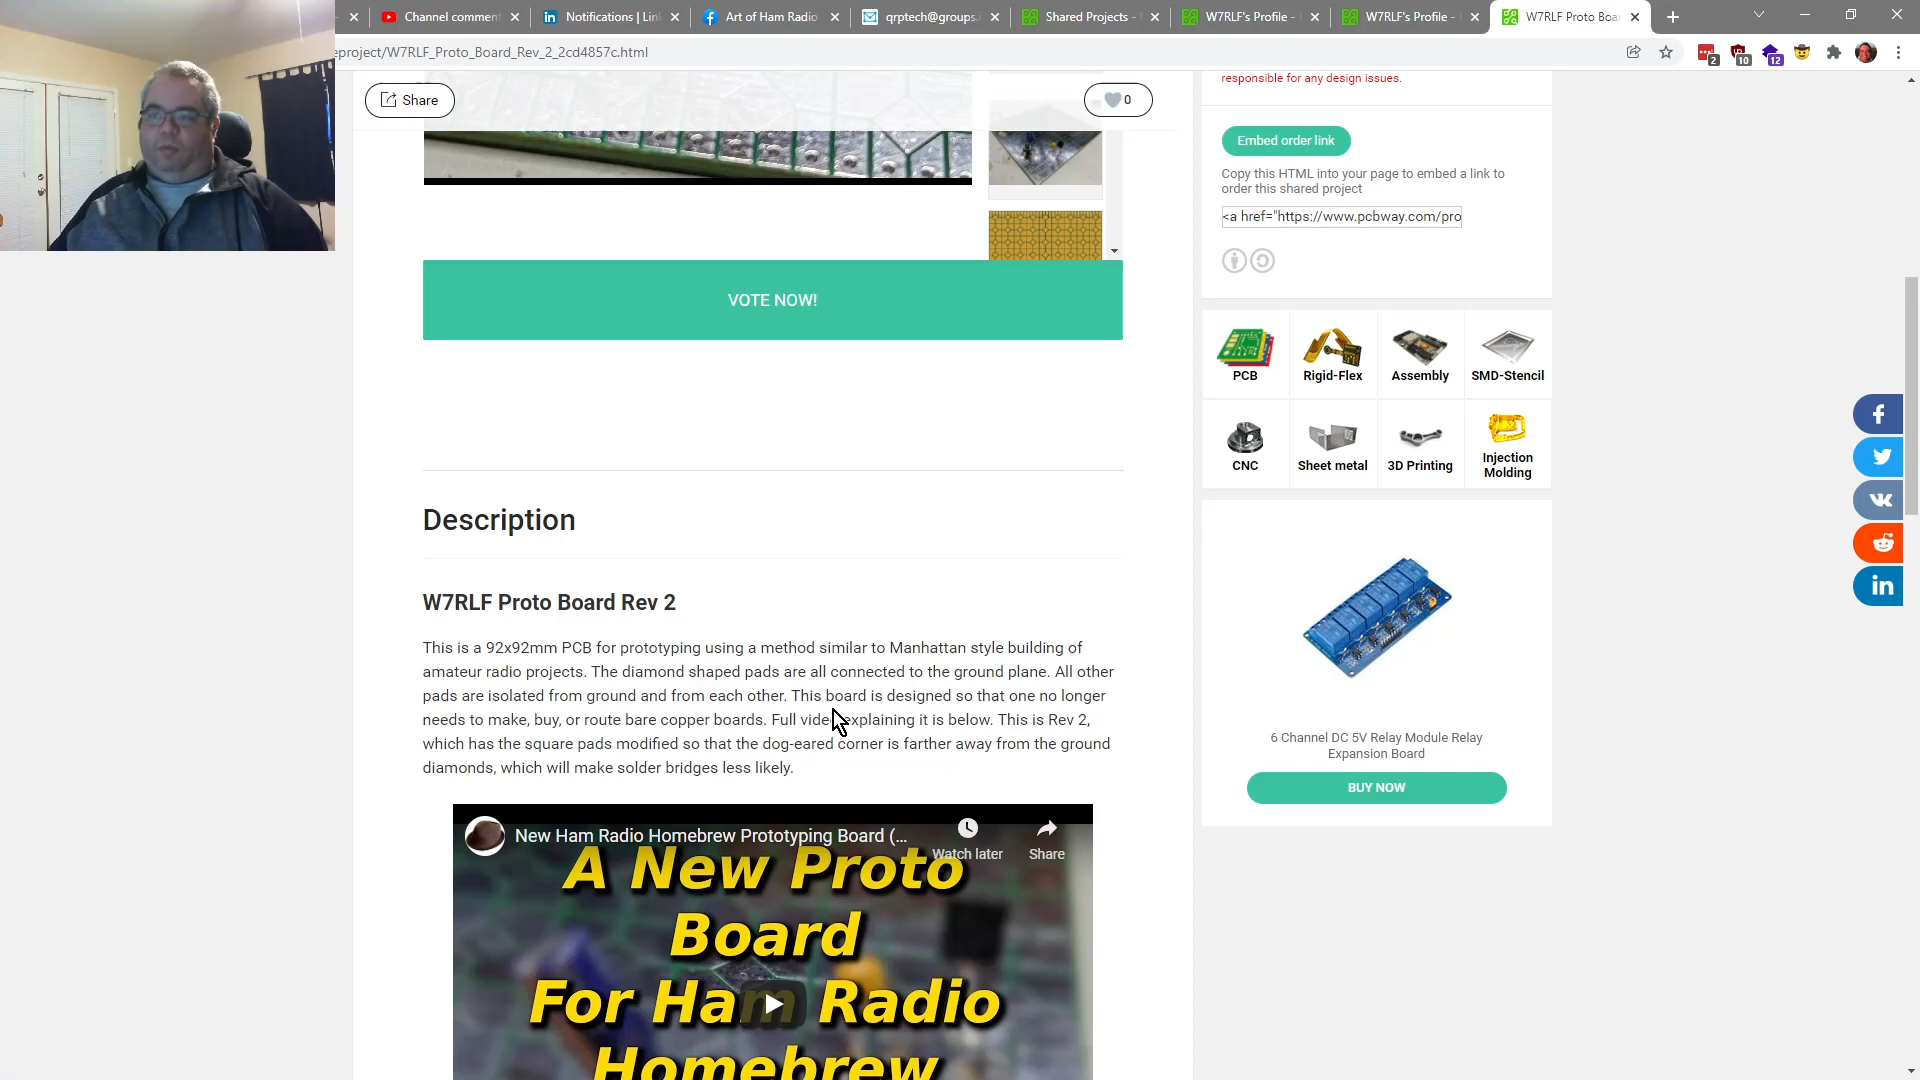 Channel comment
Notifications | Lin
Art of Ham Radio
qrptech@groups.
Shared Projects -
W7RLF's Profile -
W7RLF's Profile -
W7RLF Proto Boa
eproject/W7RLF_Proto_Board_Rev_2_2cd4857c.html
2
10
12
Share
0
responsible for any design issues.
Embed order link
Copy this HTML into your page to embed a link to
order this shared project
<a href="https://www.pcbway.com/pro
VOTE NOW!
PCB
Rigid-Flex
Assembly
SMD-Stencil
CNC
Sheet metal
3D Printing
Injection
Molding
Description
W7RLF Proto Board Rev 2
This is a 92x92mm PCB for prototyping using a method similar to Manhattan style building of
amateur radio projects. The diamond shaped pads are all connected to the ground plane. All other
pads are isolated from ground and from each other. This board is designed so that one no longer
needs to make, buy, or route bare copper boards. Full video explaining it is below. This is Rev 2,
which has the square pads modified so that the dog-eared corner is farther away from the ground
diamonds, which will make solder bridges less likely.
6 Channel DC 5V Relay Module Relay
Expansion Board
BUY NOW
New Ham Radio Homebrew Prototyping Board (...
Watch later
Share
A New Proto
Board
For Ham Radio
Homebrew